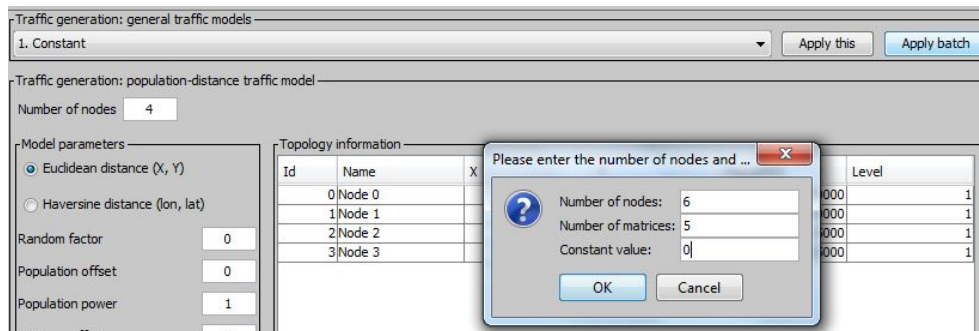 Traffic generation: general traffic models
1. Constant
Apply this
Apply batch
Traffic generation: population-distance traffic model
Number of nodes 4
Model parameters
Euclidean distance (X, Y)
Haversine distance (lon, lat)
Random factor 0
Population offset 0
Population power 1
Topology information
Id Name X Level
0 Node 0 0000 1
1 Node 1 0000 1
2 Node 2 5000 1
3 Node 3 5000 1
Please enter the number of nodes and ...
Number of nodes: 6
Number of matrices: 5
Constant value: 0
OK Cancel